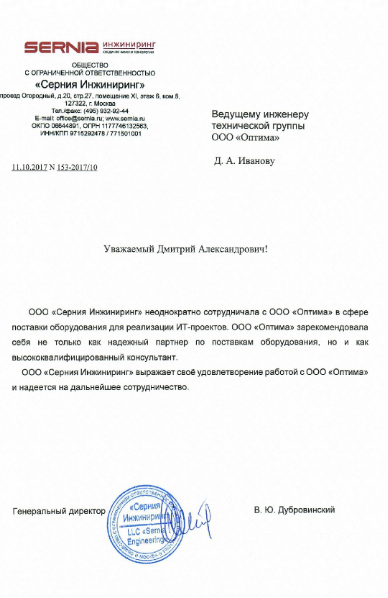 SERNIA ИНЖИНИРИНГ
ОБЩЕСТВО
С ОГРАНИЧЕННОЙ ОТВЕТСТВЕННОСТЬЮ
«Серния Инжиниринг»
проезд Огородный, д.20, стр.27, помещение XI, этаж 6, ком.8,
127322, г. Москва
Тел./факс: (495) 932-92-44
E-mail: office@sernia.ru; www.sernia.ru
ОКПО 06644891, ОГРН 1177746132563,
ИНН/КПП 9715292478 / 771501001
Ведущему инженеру
технической группы
ООО «Оптима»
Д. А. Иванову
11.10.2017 N 153-2017/10
Уважаемый Дмитрий Александрович!
ООО «Серния Инжиниринг» неоднократно сотрудничала с ООО «Оптима» в сфере
поставки оборудования для реализации ИТ-проектов. ООО «Оптима» зарекомендовала
себя не только как надежный партнер по поставкам оборудования, но и как
высококвалифицированный консультант.
ООО «Серния Инжиниринг» выражает своё удовлетворение работой с ООО «Оптима»
и надеется на дальнейшее сотрудничество.
Генеральный директор
В. Ю. Дубровинский
«Серния
Инжиниринг»
LLC «Sernia
Engineering»